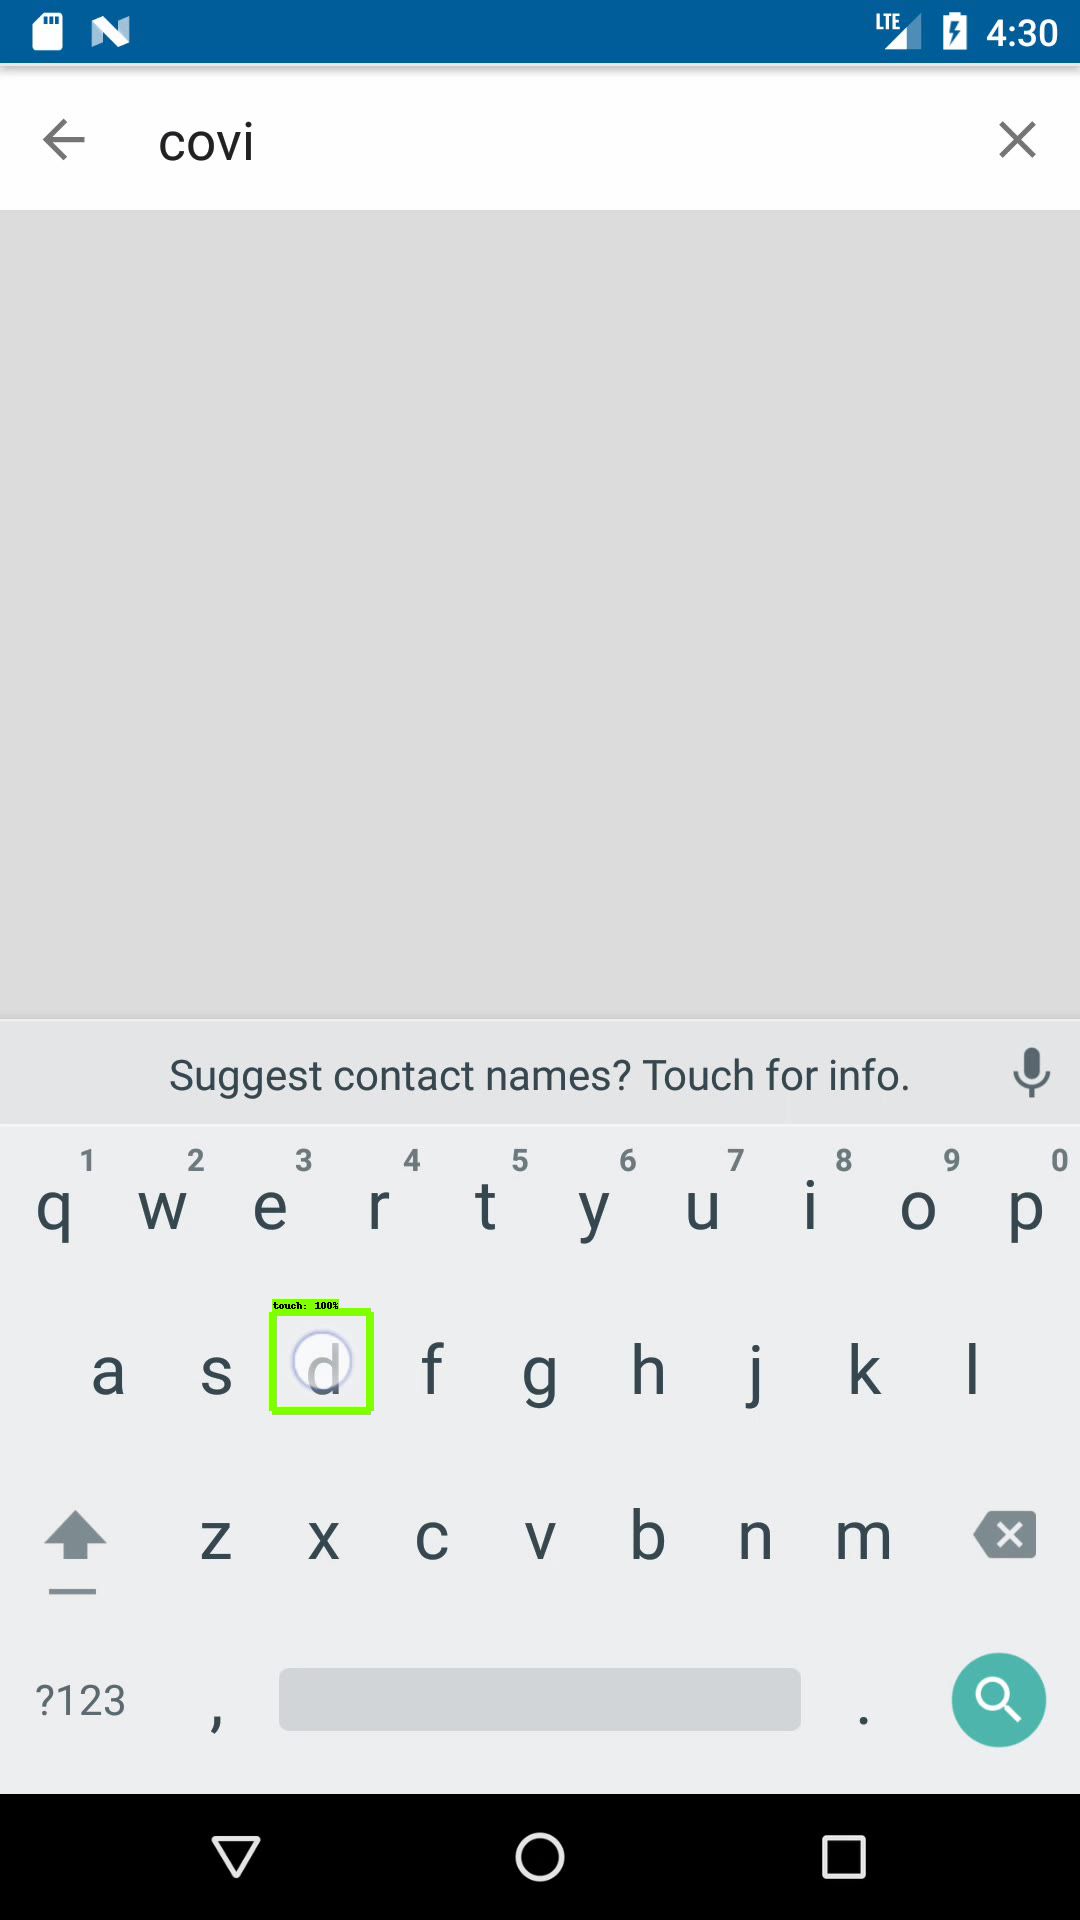 LTE 4:30
covi
Suggest contact names? Touch for info.
1 2 3 4 5 6 7 8 9 0
q w e r t y u i o p
touch: 100%
a s d f g h j k l
z x c v b n m
?123 , .